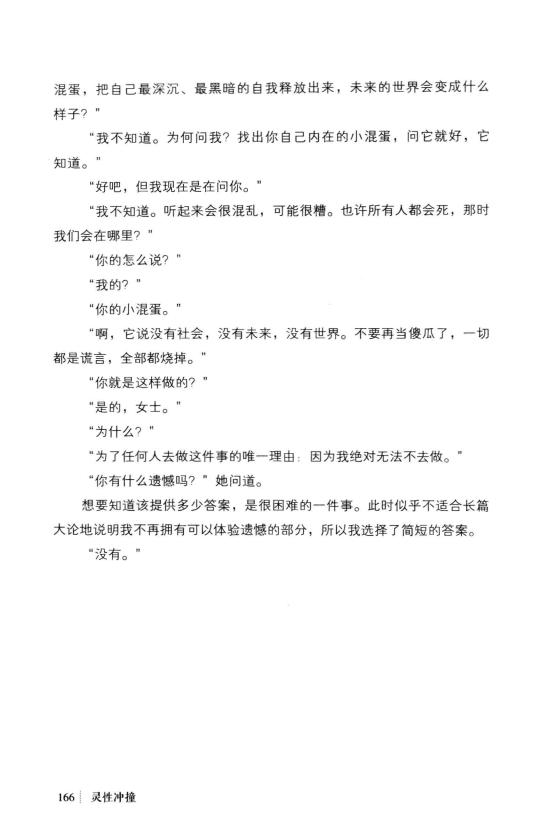 混蛋，把自己最深沉、最黑暗的自我释放出来，未来的世界会变成什么
样子？”
“我不知道。为何问我？找出你自己内在的小混蛋，问它就好，它
知道。”
“好吧，但我现在是在问你。”
“我不知道。听起来会很混乱，可能很糟。也许所有人都会死，那时
我们会在哪里？”
“你的怎么说？”
“我的？”
“你的小混蛋。”
“啊，它说没有社会，没有未来，没有世界。不要再当傻瓜了，一切
都是谎言，全部都烧掉。”
“你就是这样做的？”
“是的，女士。”
“为什么？”
“为了任何人去做这件事的唯一理由：因为我绝对无法不去做。”
“你有什么遗憾吗？”她问道。
想要知道该提供多少答案，是很困难的一件事。此时似乎不适合长篇
大论地说明我不再拥有可以体验遗憾的部分，所以我选择了简短的答案。
“没有。”
166 灵性冲撞